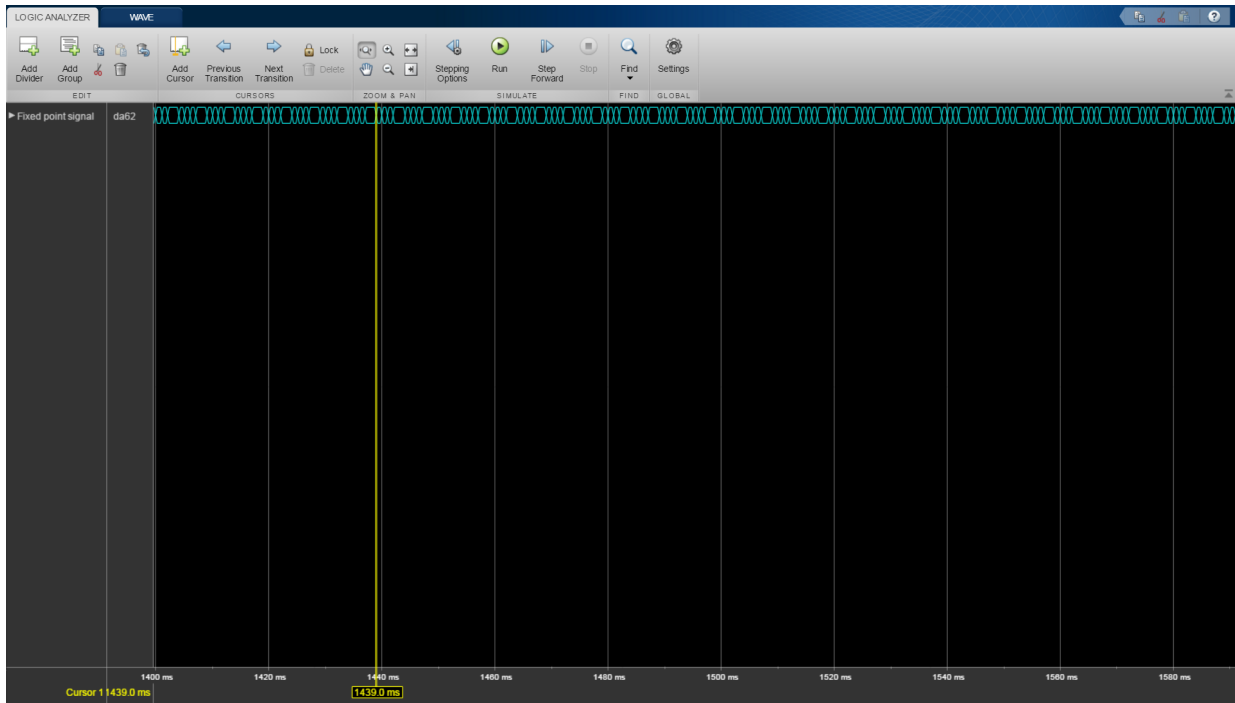 LOGIC ANALYZER WAVE
?
Add Divider
Add Group
Add Cursor
Previous Transition
Next Transition
Lock
Delete
Stepping Options
Run
Step Forward
Stop
Find
Settings
EDIT CURSORS ZOOM & PAN SIMULATE FIND GLOBAL
Fixed point signal da62
1400 ms 1420 ms 1440 ms 1460 ms 1480 ms 1500 ms 1520 ms 1540 ms 1560 ms 1580 ms
Cursor 1 1439.0 ms 1439.0 ms